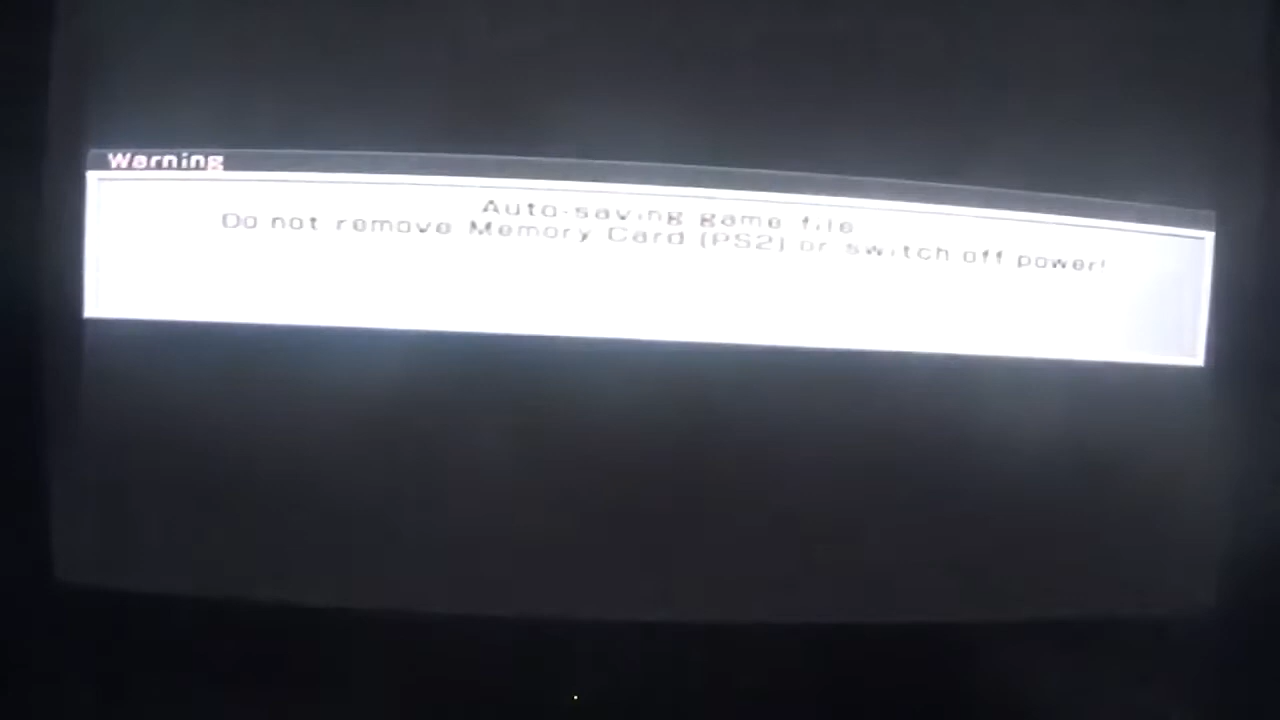 Warning
Auto-saving game file
Do not remove Memory Card (PS2) or switch off power!